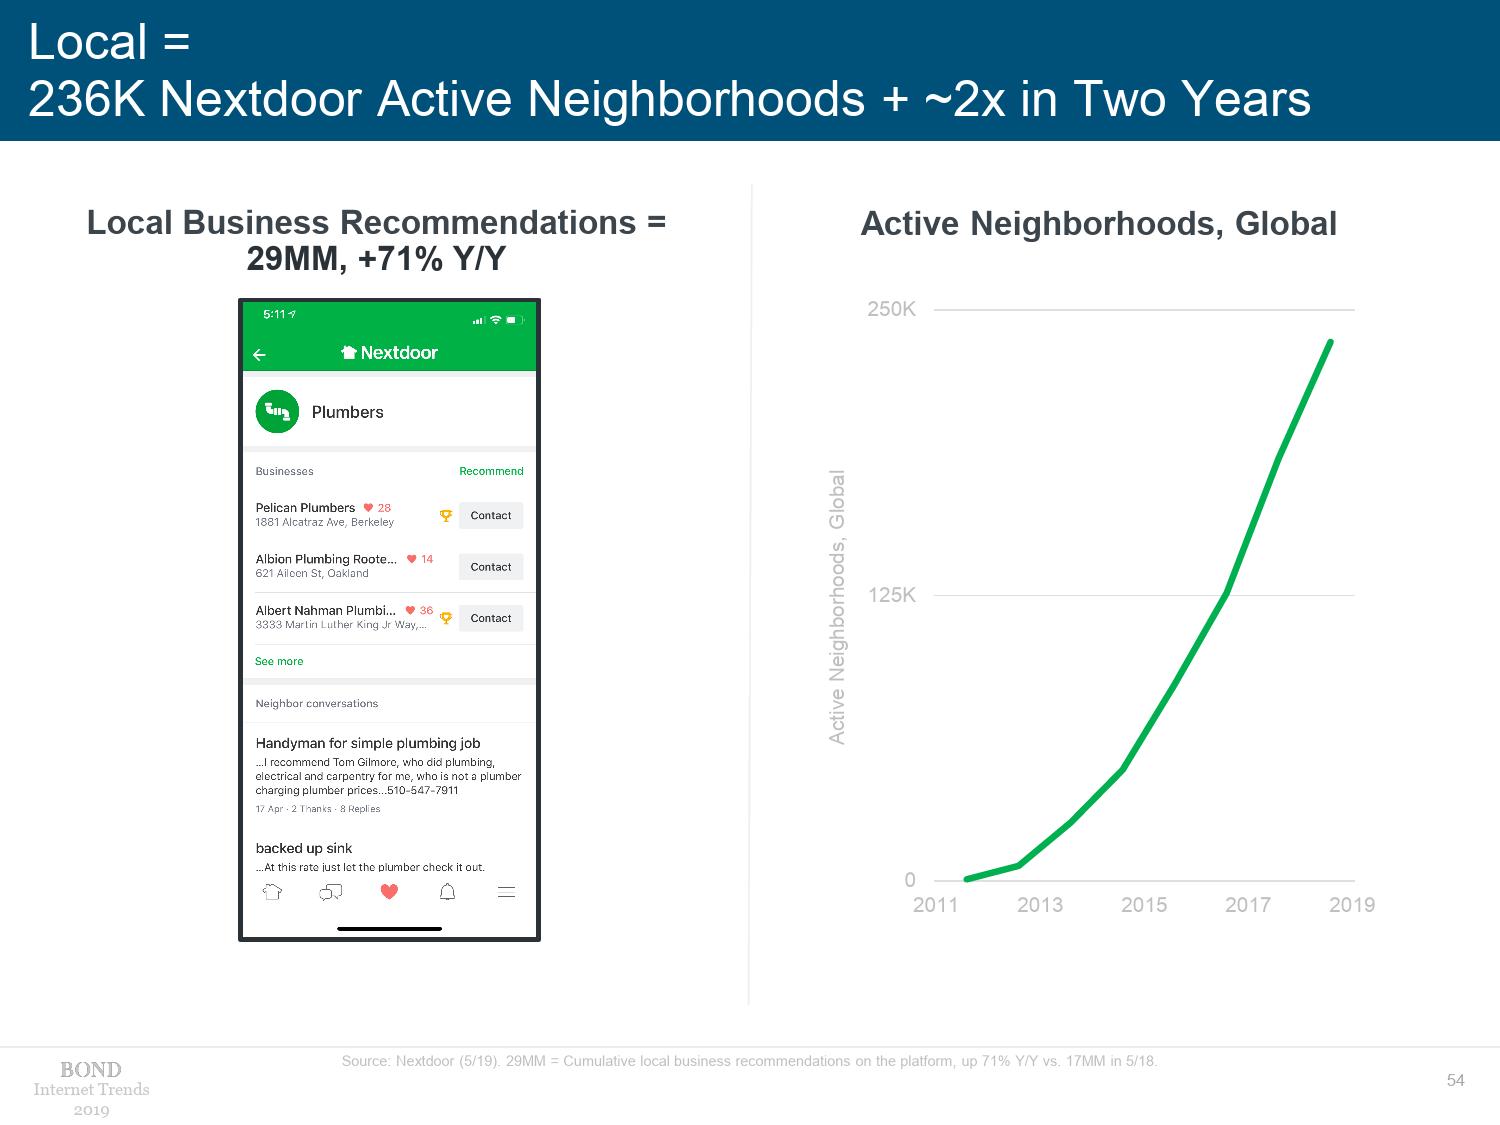 Local =
236K Nextdoor Active Neighborhoods + ~2x in Two Years
Local Business Recommendations =
29MM, +71% Y/Y
5:11
Nextdoor
Plumbers
Businesses Recommend
Pelican Plumbers 28
1881 Alcatraz Ave, Berkeley
Contact
Albion Plumbing Roote... 14
621 Aileen St, Oakland
Contact
Albert Nahman Plumbi... 36
3333 Martin Luther King Jr Way,...
Contact
See more
Neighbor conversations
Handyman for simple plumbing job
...I recommend Tom Gilmore, who did plumbing,
electrical and carpentry for me, who is not a plumber
charging plumber prices...510-547-7911
17 Apr · 2 Thanks · 8 Replies
backed up sink
...At this rate just let the plumber check it out.
Active Neighborhoods, Global
Active Neighborhoods, Global
250K
125K
0
2011 2013 2015 2017 2019
BOND
Internet Trends
2019
Source: Nextdoor (5/19). 29MM = Cumulative local business recommendations on the platform, up 71% Y/Y vs. 17MM in 5/18.
54